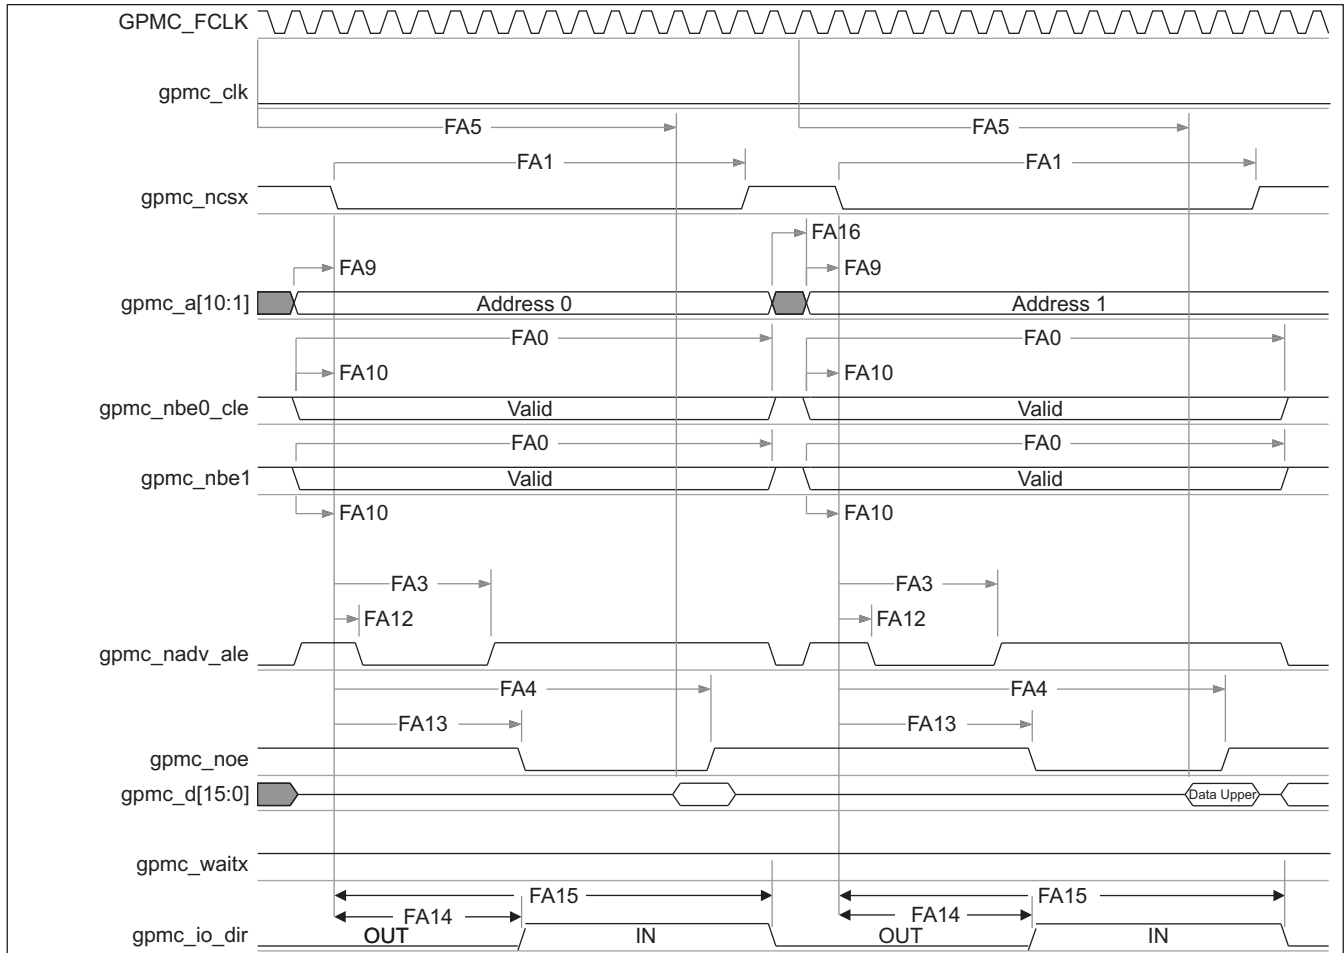 GPMC_FCLK
gpmc_clk
FA5 FA5
FA1 FA1
gpmc_ncsx
FA16
FA9 FA9
gpmc_a[10:1] Address 0 Address 1
FA0 FA0
FA10 FA10
gpmc_nbe0_cle Valid Valid
FA0 FA0
gpmc_nbe1 Valid Valid
FA10 FA10
FA3 FA3
FA12 FA12
gpmc_nadv_ale
FA4 FA4
FA13 FA13
gpmc_noe
gpmc_d[15:0] Data Upper
gpmc_waitx
FA15 FA15
FA14 FA14
gpmc_io_dir OUT IN OUT IN